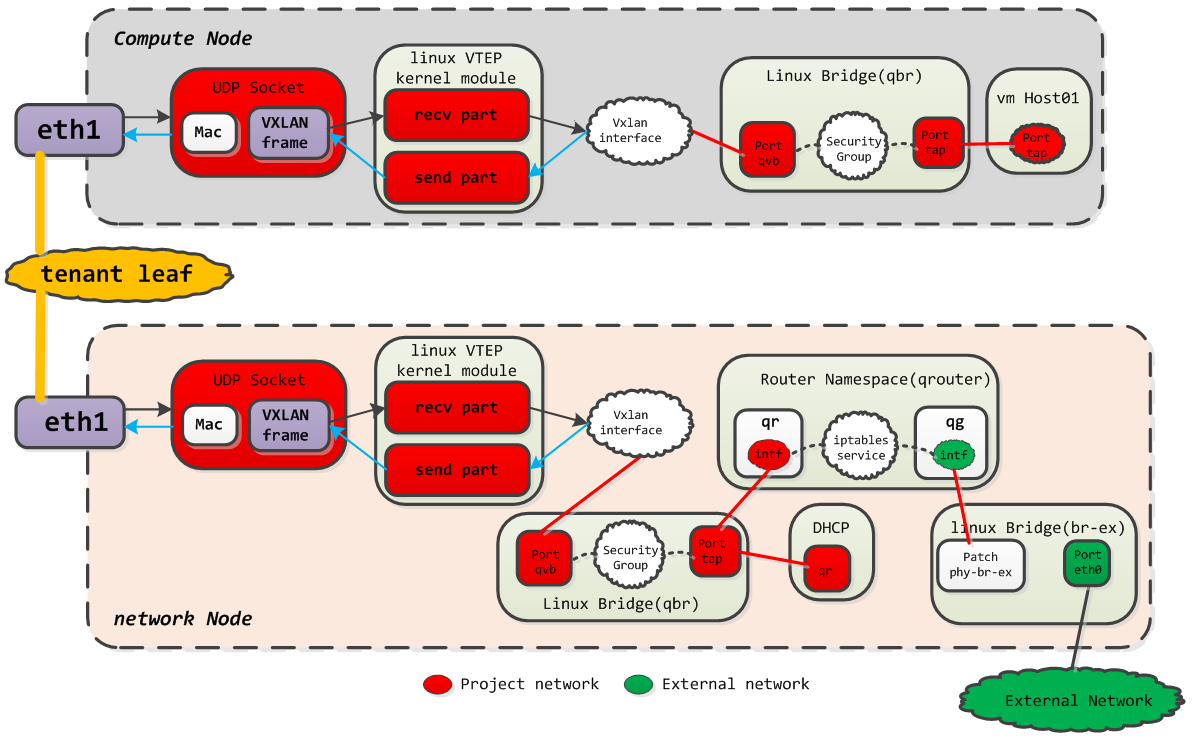 Compute Node
eth1
UDP Socket
Mac
VXLAN
frame
linux VTEP
kernel module
recv part
send part
Vxlan
interface
Linux Bridge(qbr)
Port
qvb
Security
Group
Port
tap
vm Host01
Port
tap
tenant leaf
eth1
UDP Socket
Mac
VXLAN
frame
linux VTEP
kernel module
recv part
send part
Vxlan
interface
Router Namespace(qrouter)
qr
intf
iptables
service
qg
intf
Port
qvb
Security
Group
Port
tap
Linux Bridge(qbr)
DHCP
qr
linux Bridge(br-ex)
Patch
phy-br-ex
Port
eth0
network Node
Project network
External network
External Network